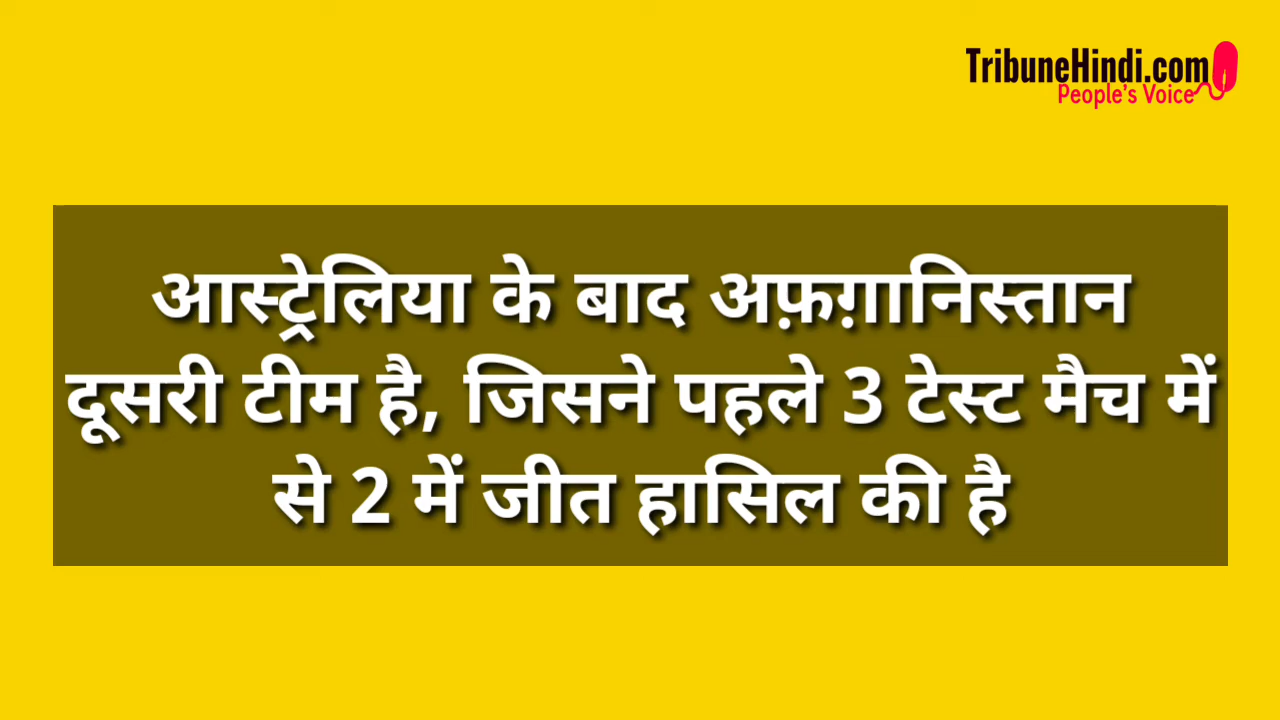 TribuneHindi.com
People's Voice
आस्ट्रेलिया के बाद अफ़ग़ानिस्तान
दूसरी टीम है, जिसने पहले 3 टेस्ट मैच में
से 2 में जीत हासिल की है